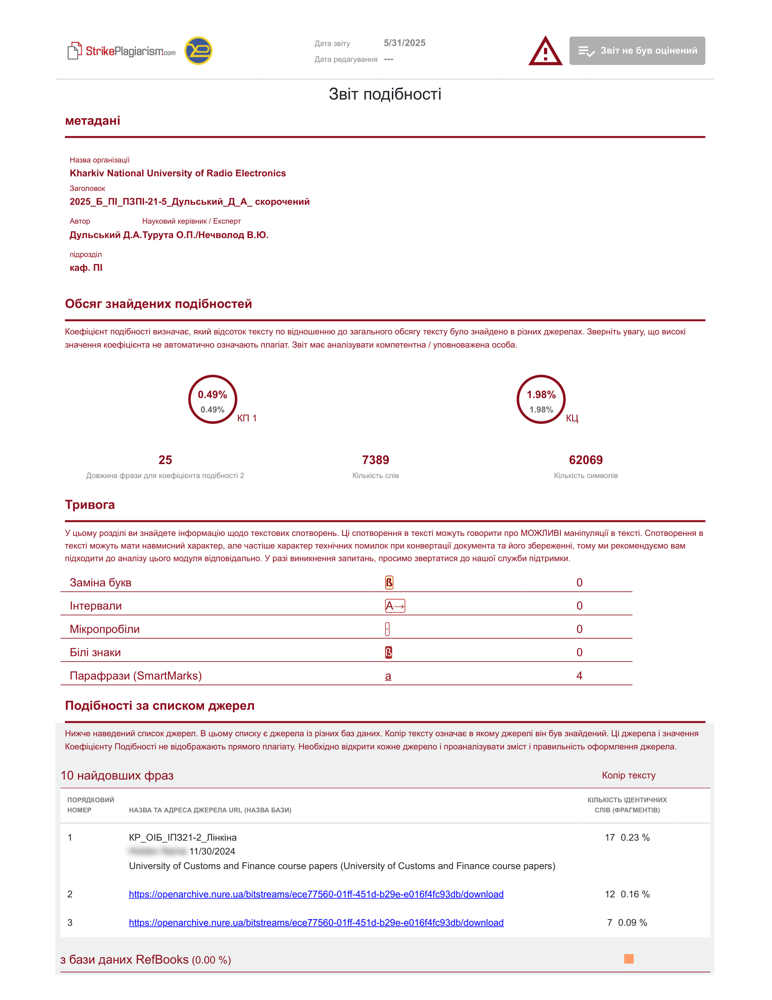 StrikePlagiarism.com
Дата звіту 5/31/2025
Дата редагування ---
Звіт не був оцінений
Звіт подібності
метадані
Назва організації
Kharkiv National University of Radio Electronics
Заголовок
2025_Б_ПІ_ПЗПІ-21-5_Дульський_Д_А_ скорочений
Автор Науковий керівник / Експерт
Дульський Д.А.Турута О.П./Нечволод В.Ю.
підрозділ
каф. ПІ
Обсяг знайдених подібностей
Коефіцієнт подібності визначає, який відсоток тексту по відношенню до загального обсягу тексту було знайдено в різних джерелах. Зверніть увагу, що високі
значення коефіцієнта не автоматично означають плагіат. Звіт має аналізувати компетентна / уповноважена особа.
0.49%
0.49%
КП 1
1.98%
1.98%
КЦ
25 7389 62069
Довжина фрази для коефіцієнта подібності 2 Кількість слів Кількість символів
Тривога
У цьому розділі ви знайдете інформацію щодо текстових спотворень. Ці спотворення в тексті можуть говорити про МОЖЛИВІ маніпуляції в тексті. Спотворення в
тексті можуть мати навмисний характер, але частіше характер технічних помилок при конвертації документа та його збереженні, тому ми рекомендуємо вам
підходити до аналізу цього модуля відповідально. У разі виникнення запитань, просимо звертатися до нашої служби підтримки.
Заміна букв ß 0
Інтервали A→ 0
Мікропробіли · 0
Білі знаки ß 0
Парафрази (SmartMarks) a 4
Подібності за списком джерел
Нижче наведений список джерел. В цьому списку є джерела із різних баз даних. Колір тексту означає в якому джерелі він був знайдений. Ці джерела і значення
Коефіцієнту Подібності не відображають прямого плагіату. Необхідно відкрити кожне джерело і проаналізувати зміст і правильність оформлення джерела.
10 найдовших фраз Колір тексту
ПОРЯДКОВИЙ
НОМЕР
НАЗВА ТА АДРЕСА ДЖЕРЕЛА URL (НАЗВА БАЗИ)
КІЛЬКІСТЬ ІДЕНТИЧНИХ
СЛІВ (ФРАГМЕНТІВ)
1 КР_ОІБ_ІПЗ21-2_Лінкіна 17 0.23 %
11/30/2024
University of Customs and Finance course papers (University of Customs and Finance course papers)
2 https://openarchive.nure.ua/bitstreams/ece77560-01ff-451d-b29e-e016f4fc93db/download 12 0.16 %
3 https://openarchive.nure.ua/bitstreams/ece77560-01ff-451d-b29e-e016f4fc93db/download 7 0.09 %
з бази даних RefBooks (0.00 %)